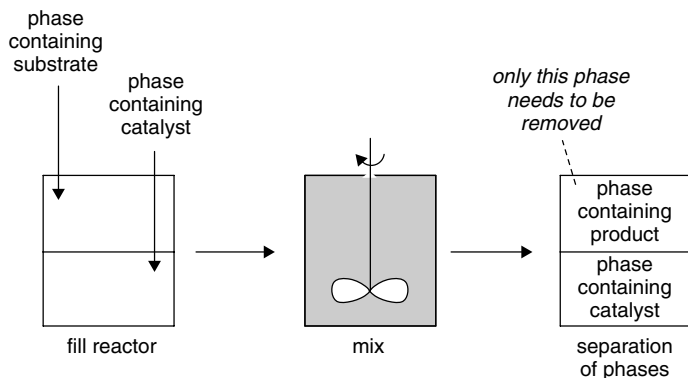 phase
containing
substrate
phase
containing
catalyst
only this phase
needs to be
removed
phase
containing
product
phase
containing
catalyst
fill reactor
mix
separation
of phases